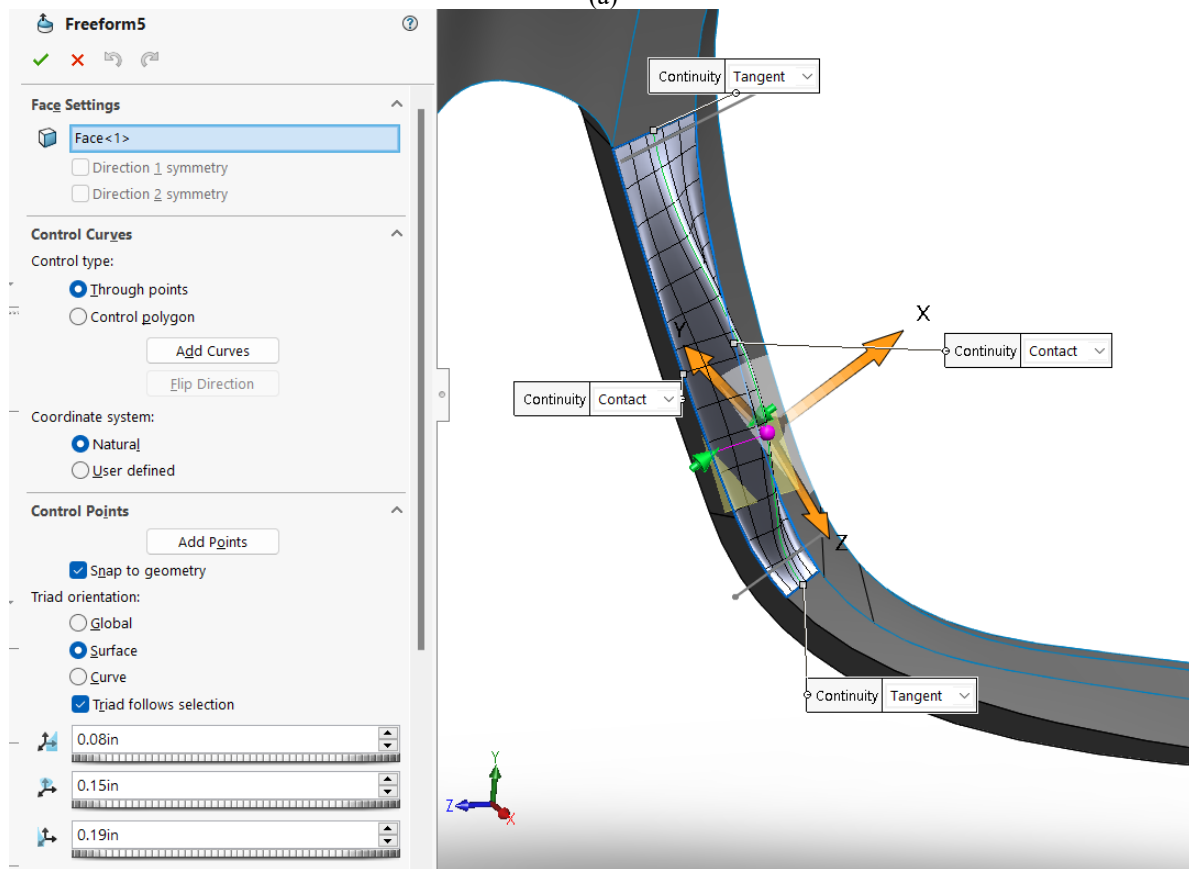 (a)
Freeform5
Face Settings
Face<1>
Direction 1 symmetry
Direction 2 symmetry
Control Curves
Control type:
Through points
Control polygon
Add Curves
Flip Direction
Coordinate system:
Natural
User defined
Control Points
Add Points
Snap to geometry
Triad orientation:
Global
Surface
Curve
Triad follows selection
0.08in
0.15in
0.19in
Continuity Tangent
X
Y
Continuity Contact
Continuity Contact
Z
Continuity Tangent
Y
Z
X